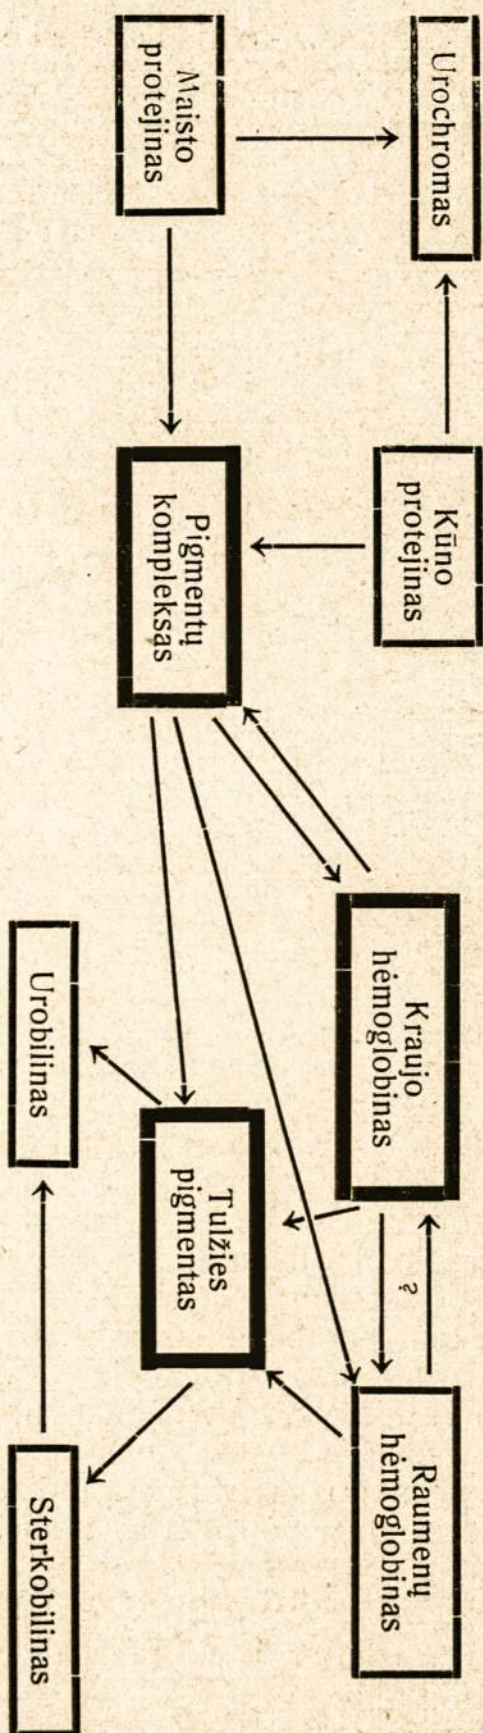 Urochromas
Maisto
protejinas
Kūno
protejinas
Pigmentų
kompleksas
Kraujo
hėmoglobinas
?
Raumenų
hėmoglobinas
Tulžies
pigmentas
Urobilinas
Sterkobilinas